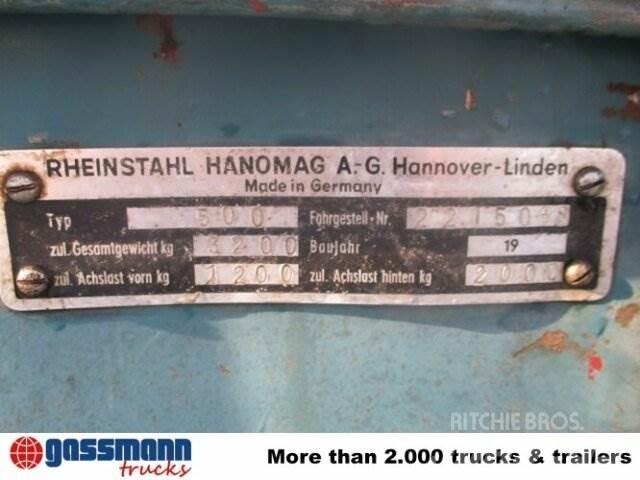 RHEINSTAHL HANOMAG A.-G. Hannover-Linden
Made in Germany
Typ 500 Fahrgestell-Nr.
zul. Gesamtgewicht kg 3200 Baujahr 19
zul. Achslast vorn kg 1200 zul. Achslast hinten kg 2000
RITCHIE BROS.
gassmann trucks
More than 2.000 trucks & trailers